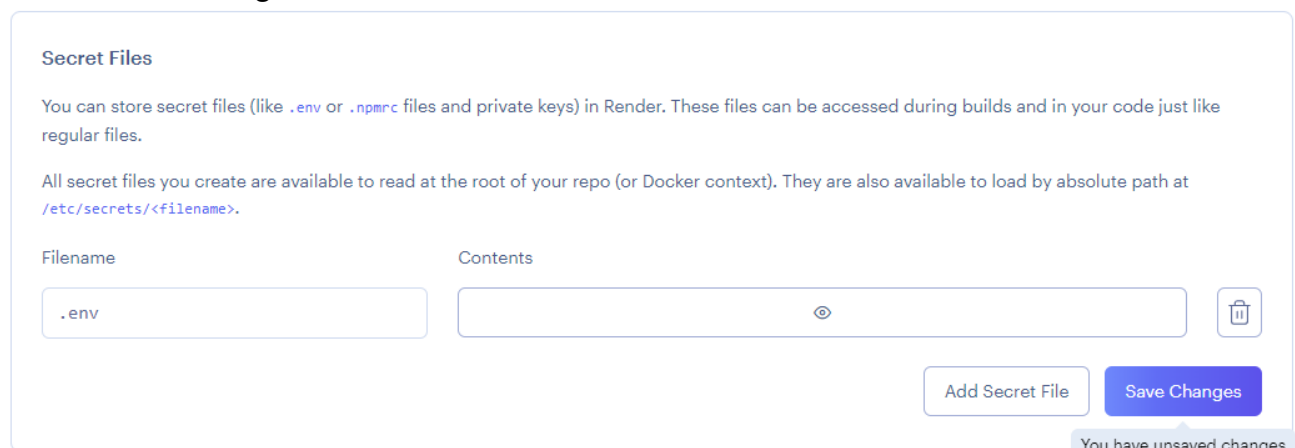 Secret Files
You can store secret files (like .env or .npmrc files and private keys) in Render. These files can be accessed during builds and in your code just like
regular files.
All secret files you create are available to read at the root of your repo (or Docker context). They are also available to load by absolute path at
/etc/secrets/<filename>.
Filename
Contents
.env
Add Secret File
Save Changes
You have unsaved changes